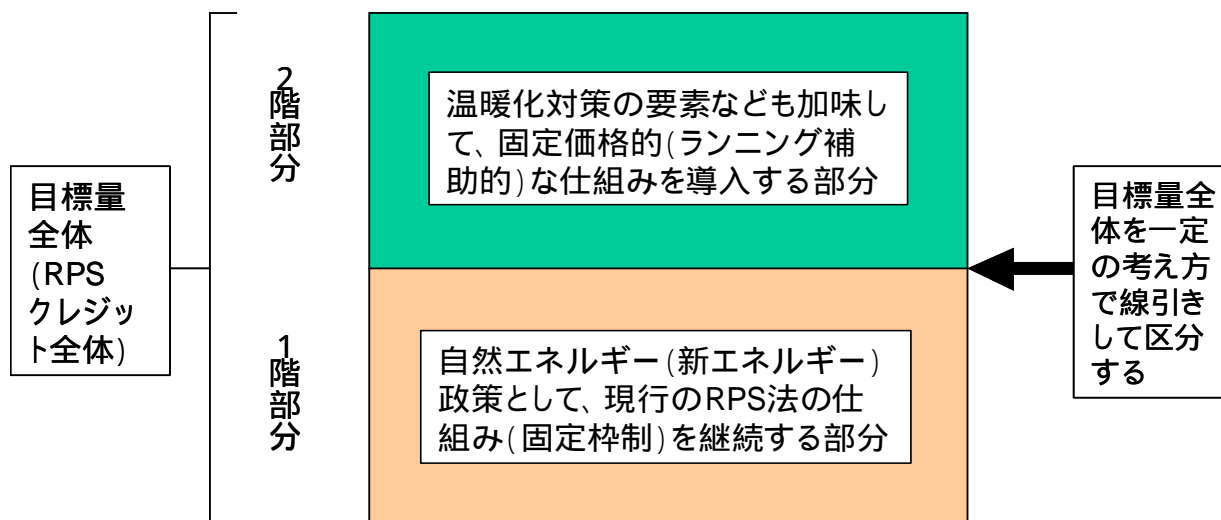 目標量
全体
(RPS
クレジッ
ト全体)
2階部分
温暖化対策の要素なども加味し
て、固定価格的(ランニング補
助的)な仕組みを導入する部分
1階部分
自然エネルギー(新エネルギー)
政策として、現行のRPS法の仕
組み(固定枠制)を継続する部分
目標量全
体を一定
の考え方
で線引き
して区分
する